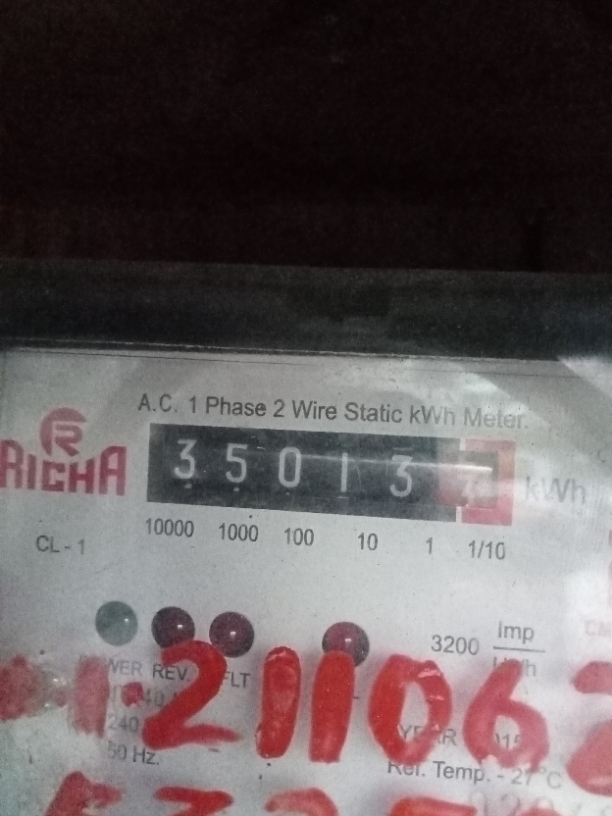 A.C. 1 Phase 2 Wire Static kWh Meter.
RICHA
35013 kWh
10000 1000 100 10 1 1/10
CL - 1
3200 Imp
REV.
21106
240
50 Hz.
Ref. Temp. - 27°C